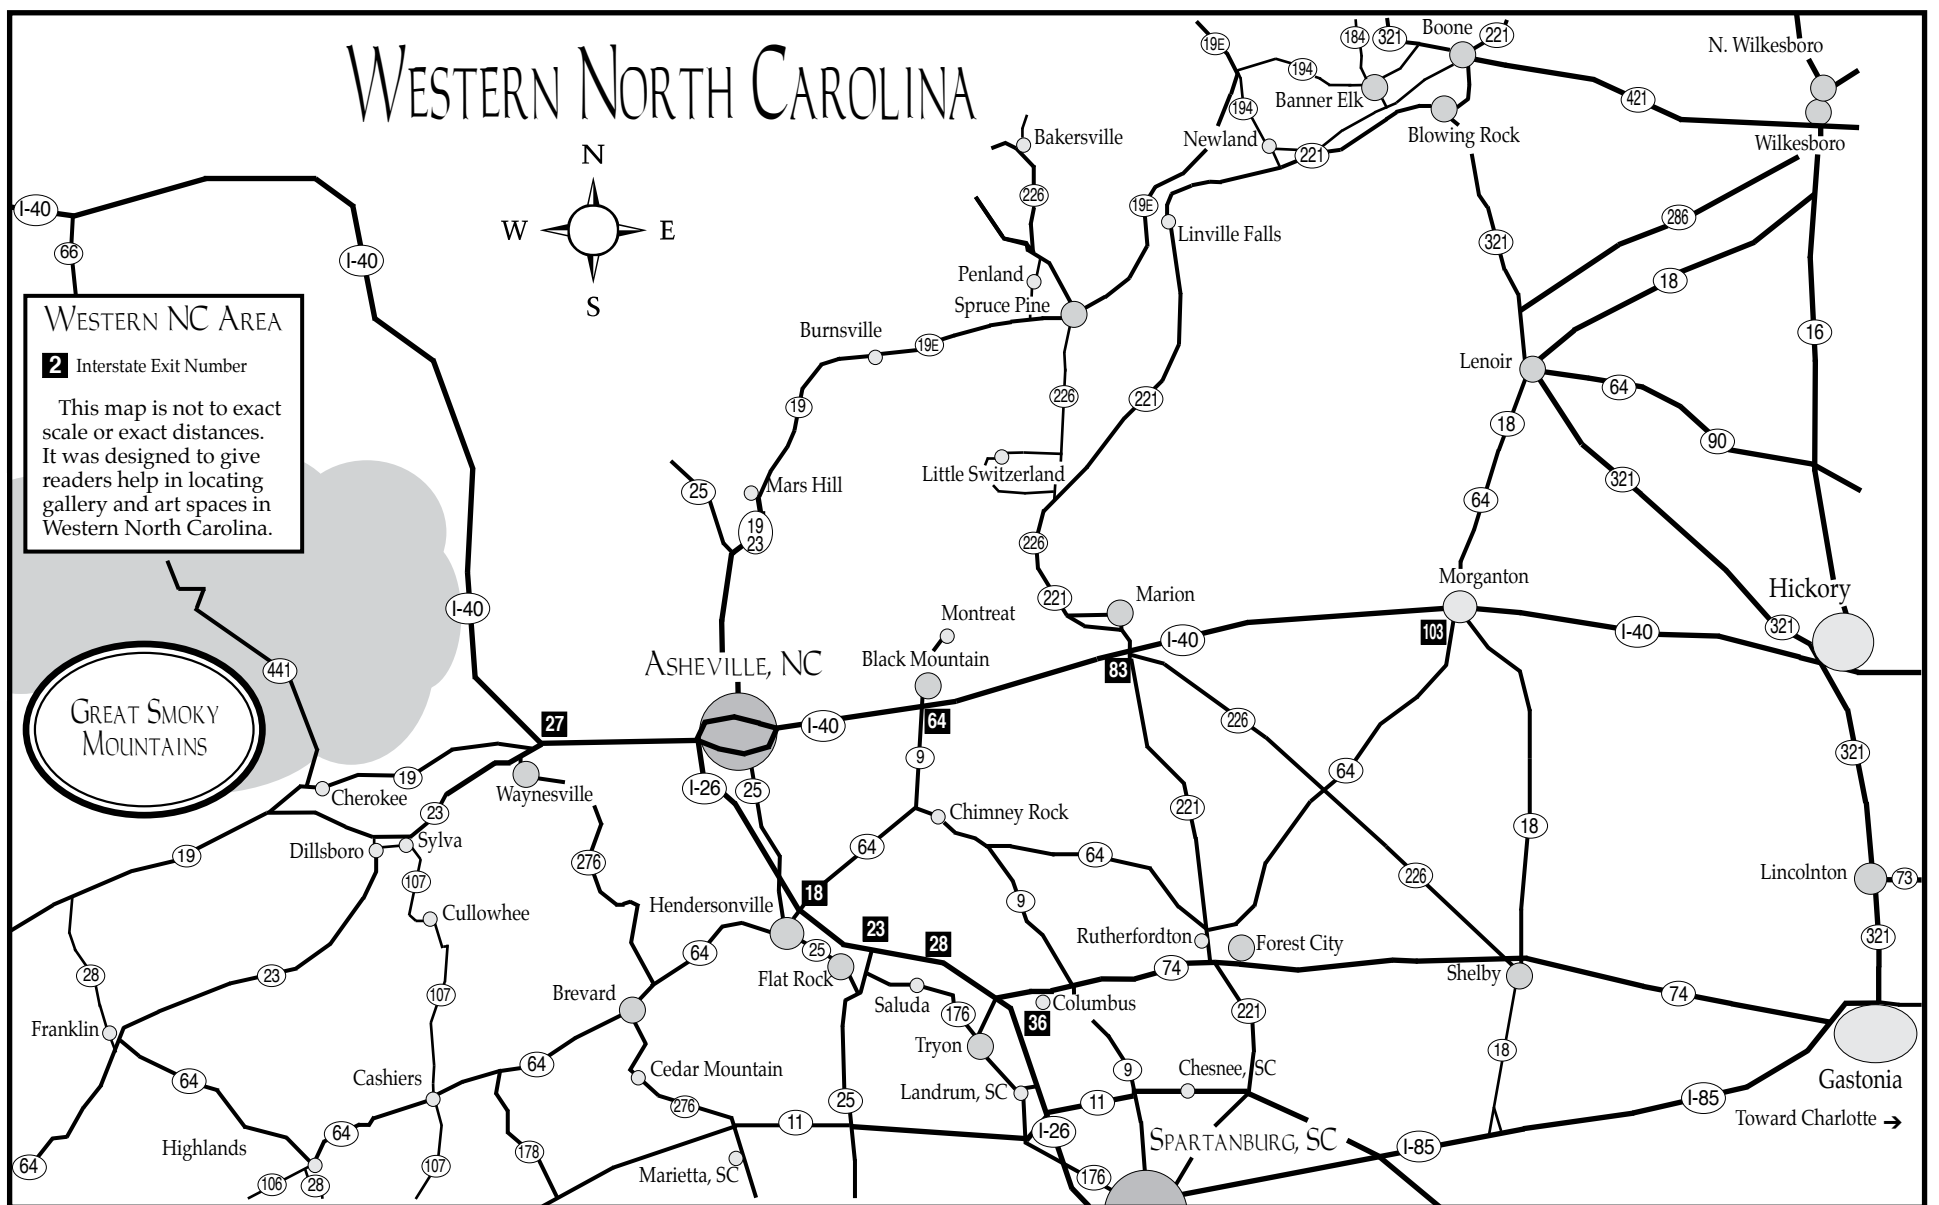 WESTERN NORTH CAROLINA
N
W E
S
WESTERN NC AREA
2 Interstate Exit Number
This map is not to exact
scale or exact distances.
It was designed to give
readers help in locating
gallery and art spaces in
Western North Carolina.
GREAT SMOKY
MOUNTAINS
I-40
66
I-40
I-40
441
27
19
Cherokee
23
Waynesville
19
Dillsboro
Sylva
107
Cullowhee
276
28
23
107
Franklin
64
64
Cashiers
Highlands
64
106
28
107
178
64
Brevard
64
Cedar Mountain
276
11
Marietta, SC
25
ASHEVILLE, NC
I-26
25
I-40
25
19
23
Mars Hill
19
Burnsville
19E
Spruce Pine
Penland
226
Bakersville
19E
194
194
184
321
Boone
221
Banner Elk
Newland
221
Blowing Rock
421
N. Wilkesboro
Wilkesboro
19E
Linville Falls
321
286
18
16
Lenoir
64
90
321
18
64
226
221
Little Switzerland
226
221
Marion
Morganton
103
Hickory
321
I-40
I-40
83
Montreat
Black Mountain
64
9
Chimney Rock
64
64
226
221
64
18
226
321
Lincolnton
73
321
18
Hendersonville
23
28
25
Flat Rock
9
Rutherfordton
Forest City
74
Saluda
176
36
Columbus
Tryon
221
Shelby
74
18
Gastonia
Toward Charlotte →
I-85
I-85
Landrum, SC
9
Chesnee, SC
11
I-26
SPARTANBURG, SC
176